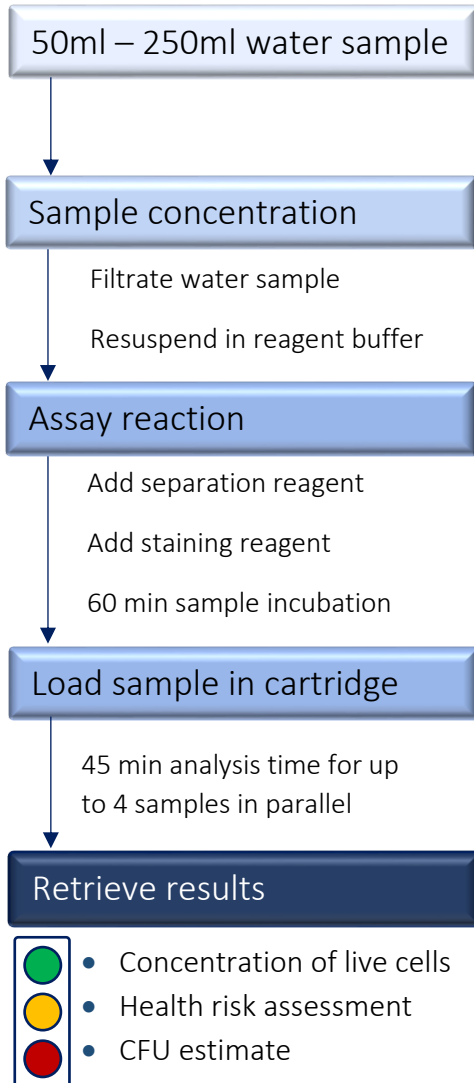 50ml – 250ml water sample
Sample concentration
Filtrate water sample
Resuspend in reagent buffer
Assay reaction
Add separation reagent
Add staining reagent
60 min sample incubation
Load sample in cartridge
45 min analysis time for up
to 4 samples in parallel
Retrieve results
• Concentration of live cells
• Health risk assessment
• CFU estimate